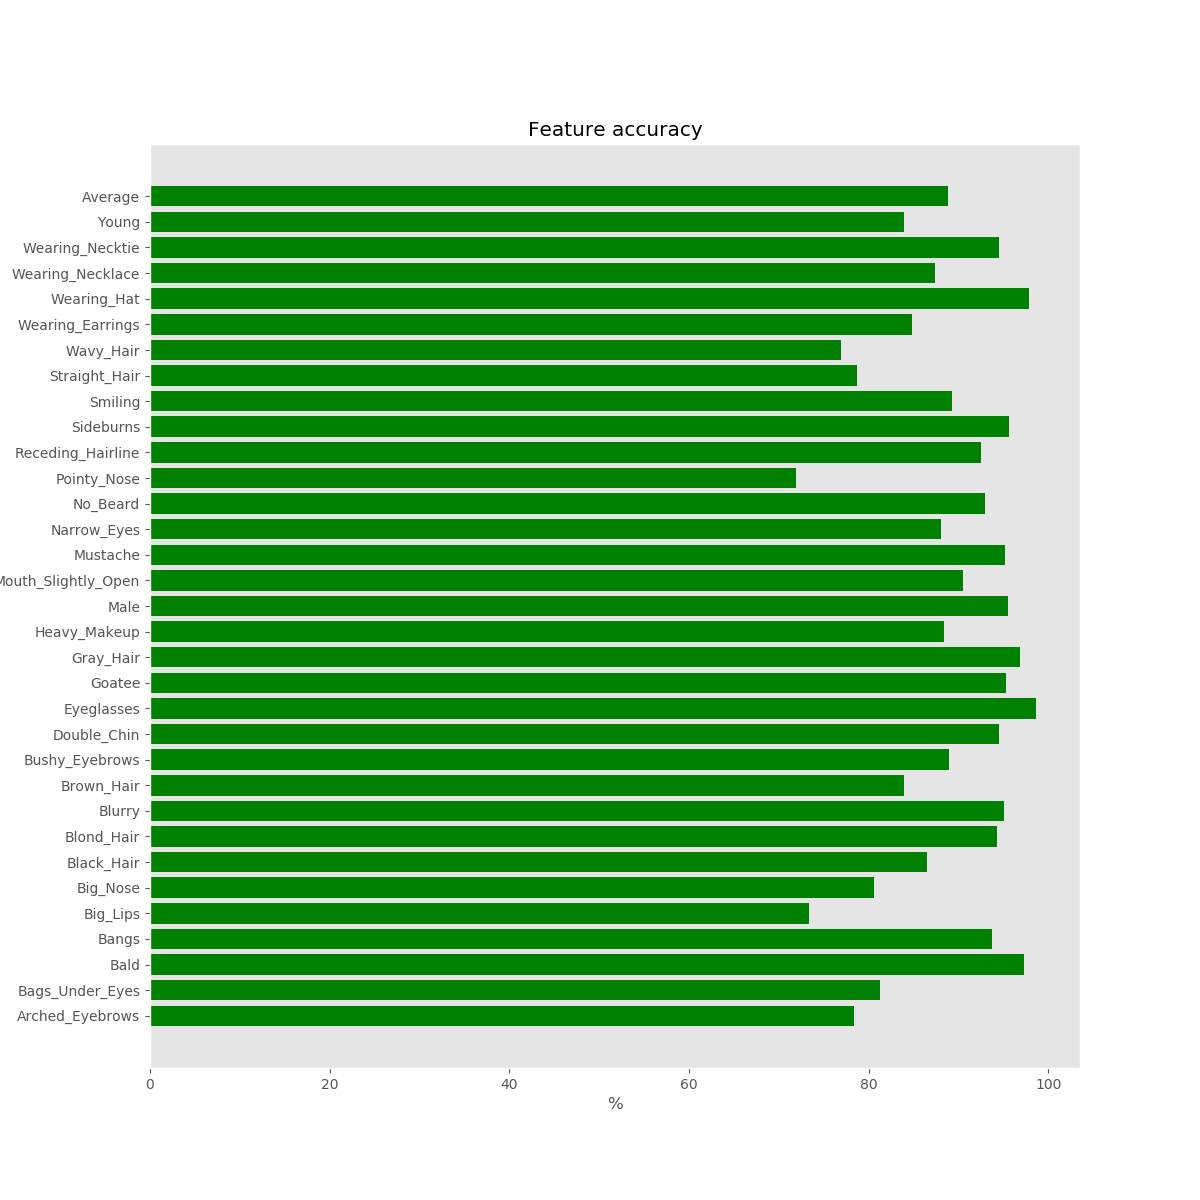 Feature accuracy
Average
Young
Wearing_Necktie
Wearing_Necklace
Wearing_Hat
Wearing_Earrings
Wavy_Hair
Straight_Hair
Smiling
Sideburns
Receding_Hairline
Pointy_Nose
No_Beard
Narrow_Eyes
Mustache
Mouth_Slightly_Open
Male
Heavy_Makeup
Gray_Hair
Goatee
Eyeglasses
Double_Chin
Bushy_Eyebrows
Brown_Hair
Blurry
Blond_Hair
Black_Hair
Big_Nose
Big_Lips
Bangs
Bald
Bags_Under_Eyes
Arched_Eyebrows
0 20 40 60 80 100
%